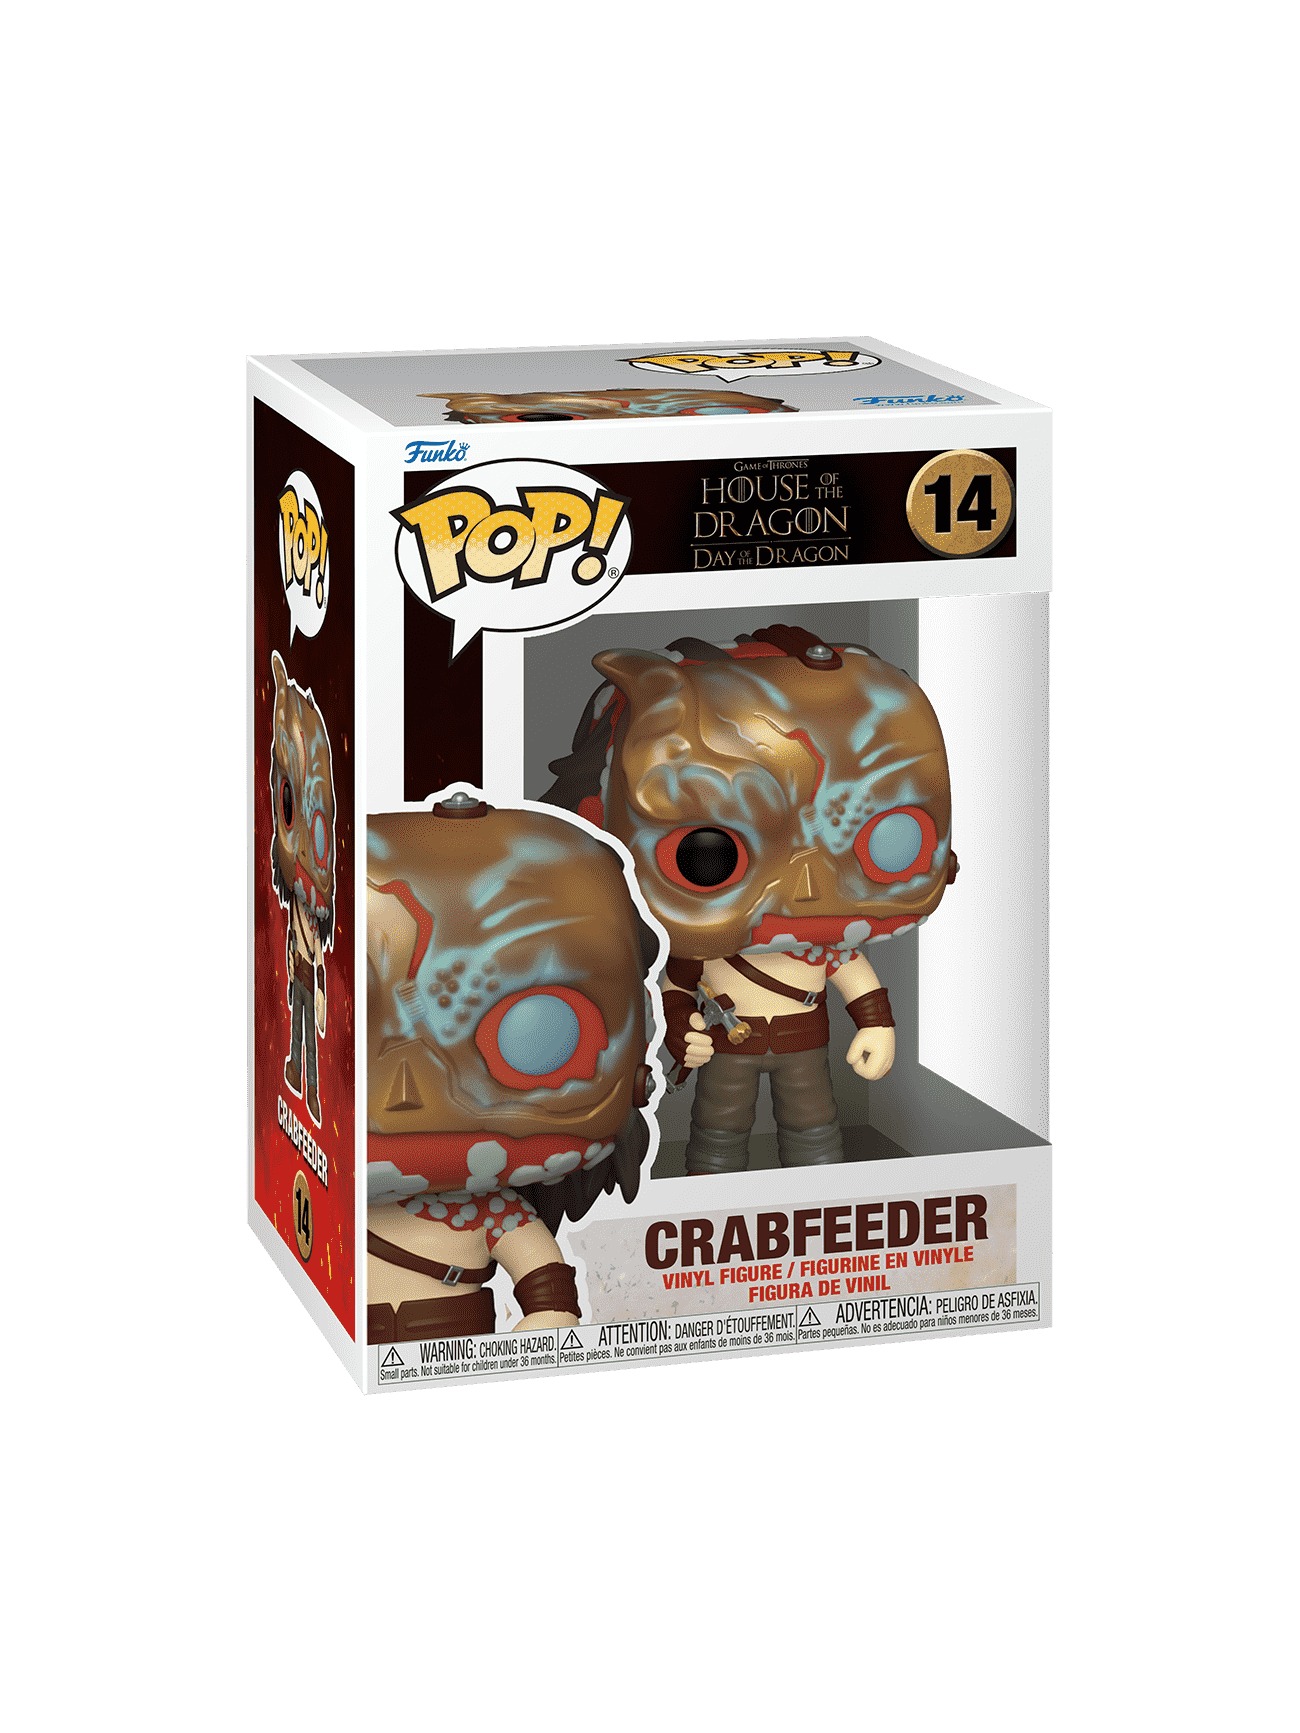 POP!
Funko
Funko
POP! ®
GAME OF THRONES
HOUSE OF THE
DRAGON
DAY OF THE DRAGON
14
POP!
CRABFEEDER
14
CRABFEEDER
VINYL FIGURE / FIGURINE EN VINYLE
FIGURA DE VINIL
WARNING: CHOKING HAZARD.
Small parts. Not suitable for children under 36 months.
ATTENTION: DANGER D'ÉTOUFFEMENT.
Petites pièces. Ne convient pas aux enfants de moins de 36 mois.
ADVERTENCIA: PELIGRO DE ASFIXIA.
Partes pequeñas. No es adecuado para niños menores de 36 meses.